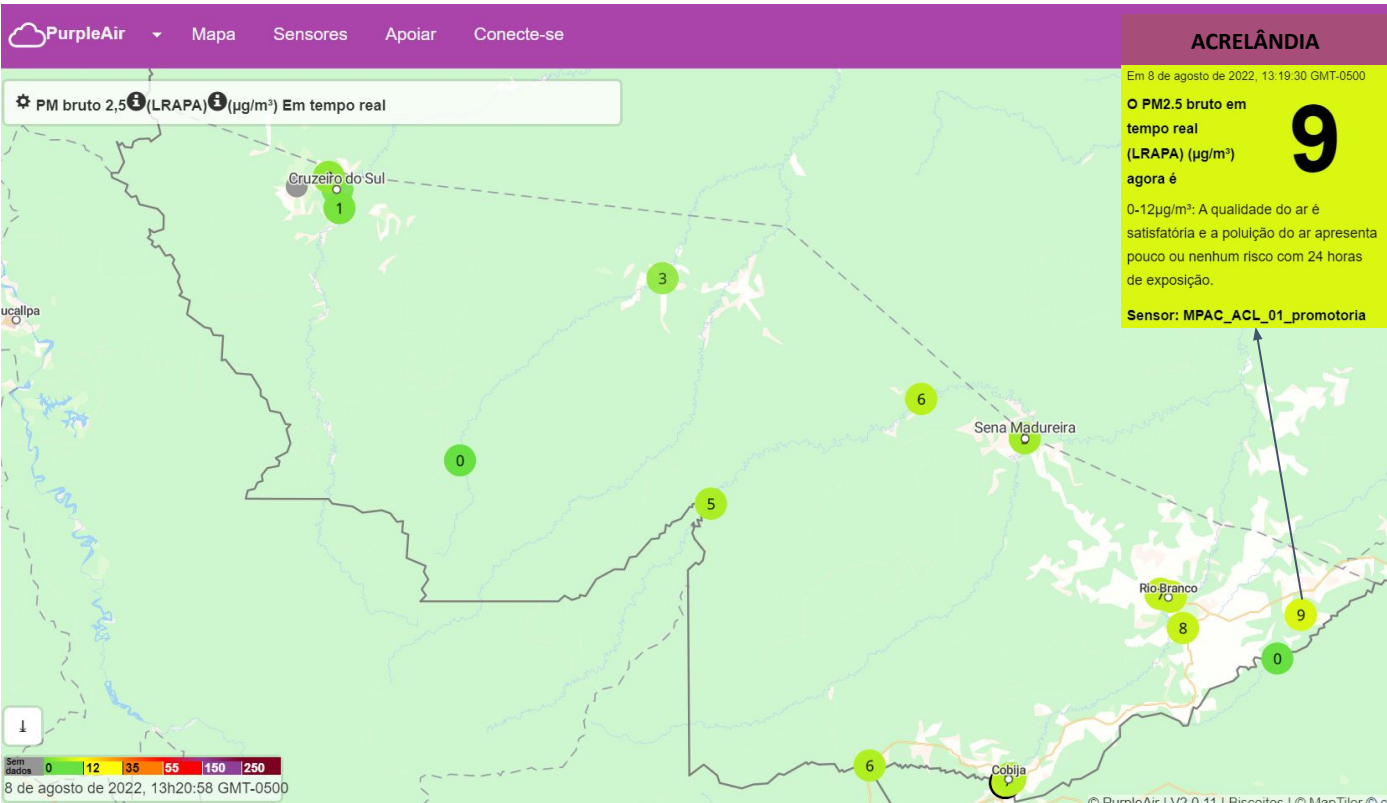 PurpleAir Mapa Sensores Apoiar Conecte-se
ACRELÂNDIA
Em 8 de agosto de 2022, 13:19:30 GMT-0500
O PM2.5 bruto em
tempo real
(LRAPA) (µg/m³)
agora é
9
0-12µg/m³: A qualidade do ar é
satisfatória e a poluição do ar apresenta
pouco ou nenhum risco com 24 horas
de exposição.
Sensor: MPAC_ACL_01_promotoria
PM bruto 2,5 (LRAPA) (µg/m³) Em tempo real
Cruzeiro do Sul
1
3
ucallpa
6
Sena Madureira
0
5
Rio Branco
7
9
8
0
6
Cobija
Sem
dados
0 12 35 55 150 250
8 de agosto de 2022, 13h20:58 GMT-0500
© PurpleAir | V2.0.11 | Biscoitos | © MapTiler ©